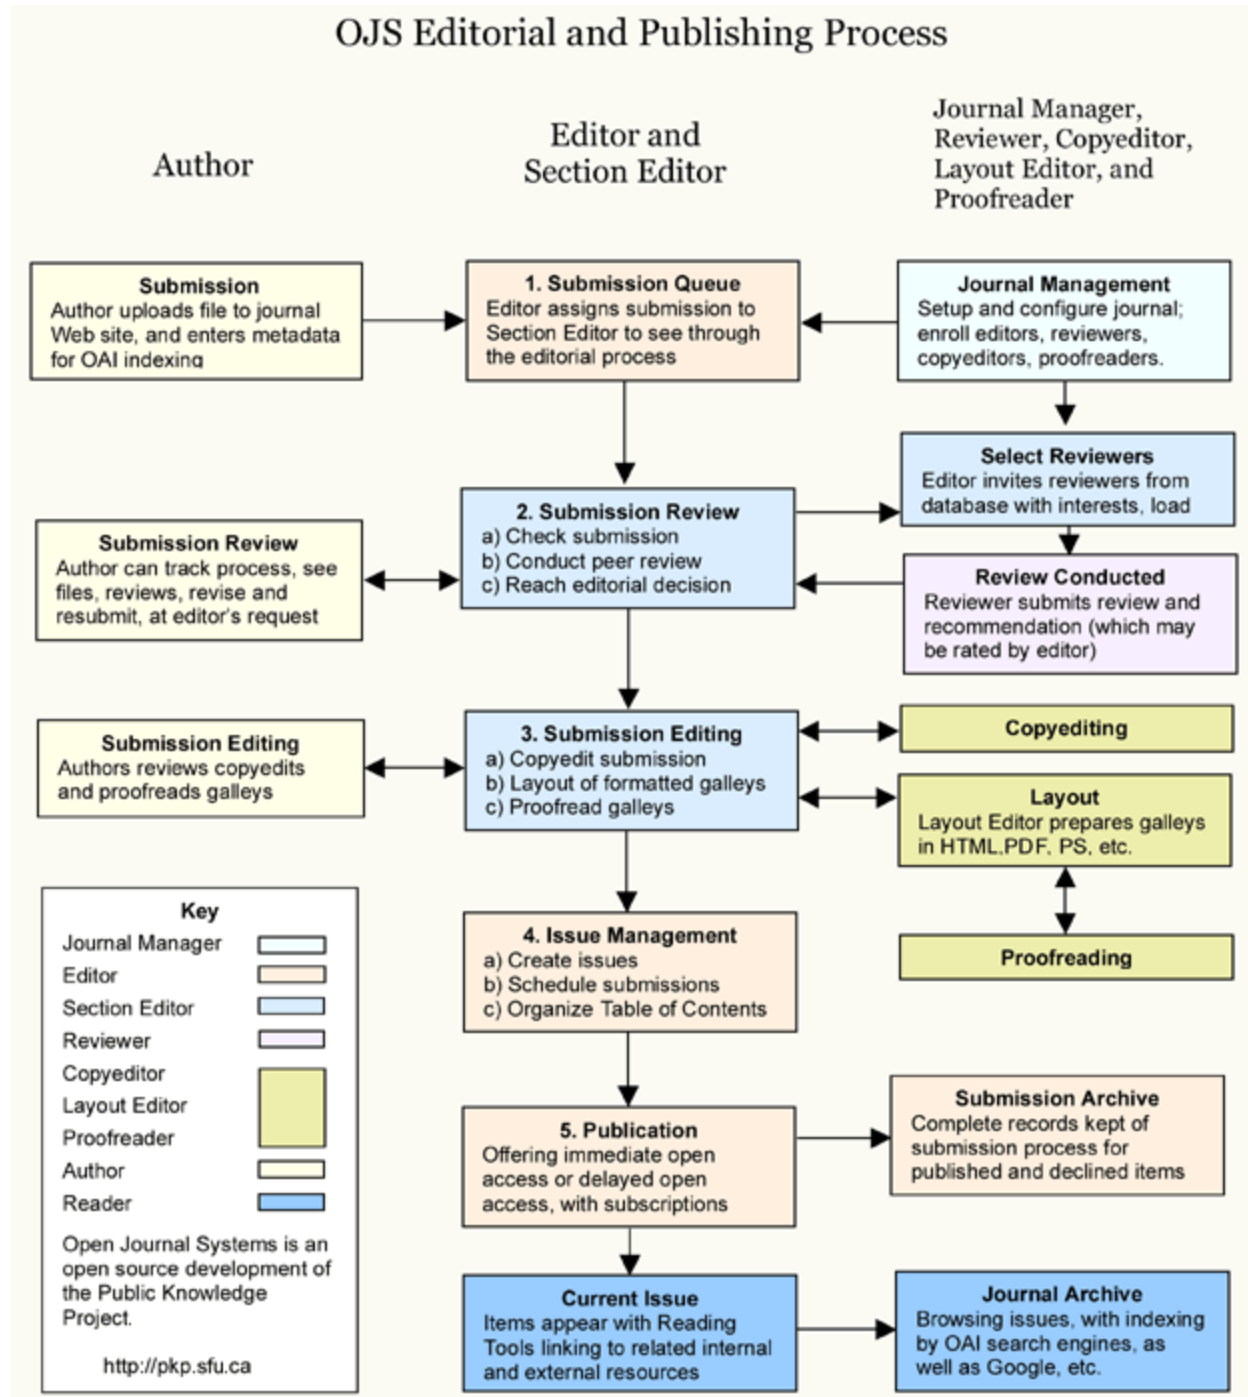 OJS Editorial and Publishing Process
Author
Editor and
Section Editor
Journal Manager,
Reviewer, Copyeditor,
Layout Editor, and
Proofreader
Submission
Author uploads file to journal
Web site, and enters metadata
for OAI indexing
1. Submission Queue
Editor assigns submission to
Section Editor to see through
the editorial process
Journal Management
Setup and configure journal;
enroll editors, reviewers,
copyeditors, proofreaders.
Select Reviewers
Editor invites reviewers from
database with interests, load
2. Submission Review
a) Check submission
b) Conduct peer review
c) Reach editorial decision
Submission Review
Author can track process, see
files, reviews, revise and
resubmit, at editor's request
Review Conducted
Reviewer submits review and
recommendation (which may
be rated by editor)
Submission Editing
Authors reviews copyedits
and proofreads galleys
3. Submission Editing
a) Copyedit submission
b) Layout of formatted galleys
c) Proofread galleys
Copyediting
Layout
Layout Editor prepares galleys
in HTML,PDF, PS, etc.
Proofreading
Key
Journal Manager
Editor
Section Editor
Reviewer
Copyeditor
Layout Editor
Proofreader
Author
Reader
Open Journal Systems is an
open source development of
the Public Knowledge
Project.
http://pkp.sfu.ca
4. Issue Management
a) Create issues
b) Schedule submissions
c) Organize Table of Contents
5. Publication
Offering immediate open
access or delayed open
access, with subscriptions
Submission Archive
Complete records kept of
submission process for
published and declined items
Current Issue
Items appear with Reading
Tools linking to related internal
and external resources
Journal Archive
Browsing issues, with indexing
by OAI search engines, as
well as Google, etc.